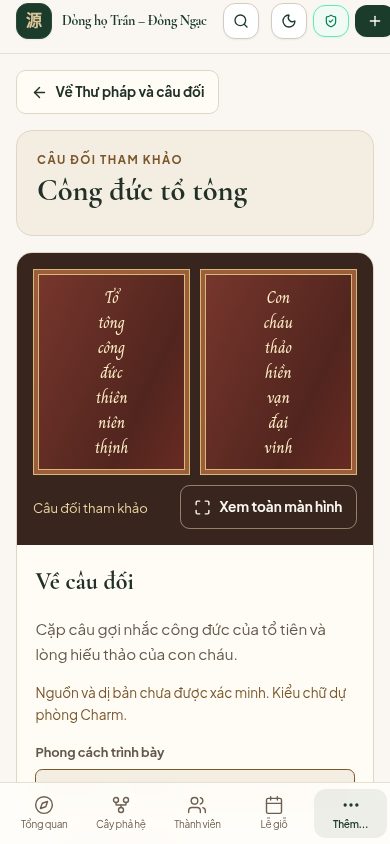 源 Dòng họ Trần – Đông Ngạc
Về Thư pháp và câu đối
CÂU ĐỐI THAM KHẢO
Công đức tổ tông
Tổ
tông
công
đức
thiên
niên
thịnh
Con
cháu
thảo
hiền
vạn
đại
vinh
Câu đối tham khảo
Xem toàn màn hình
Về câu đối
Cặp câu gợi nhắc công đức của tổ tiên và
lòng hiếu thảo của con cháu.
Nguồn và dị bản chưa được xác minh. Kiểu chữ dự
phòng Charm.
Phong cách trình bày
Tổng quan
Cây phả hệ
Thành viên
Lễ giỗ
Thêm...